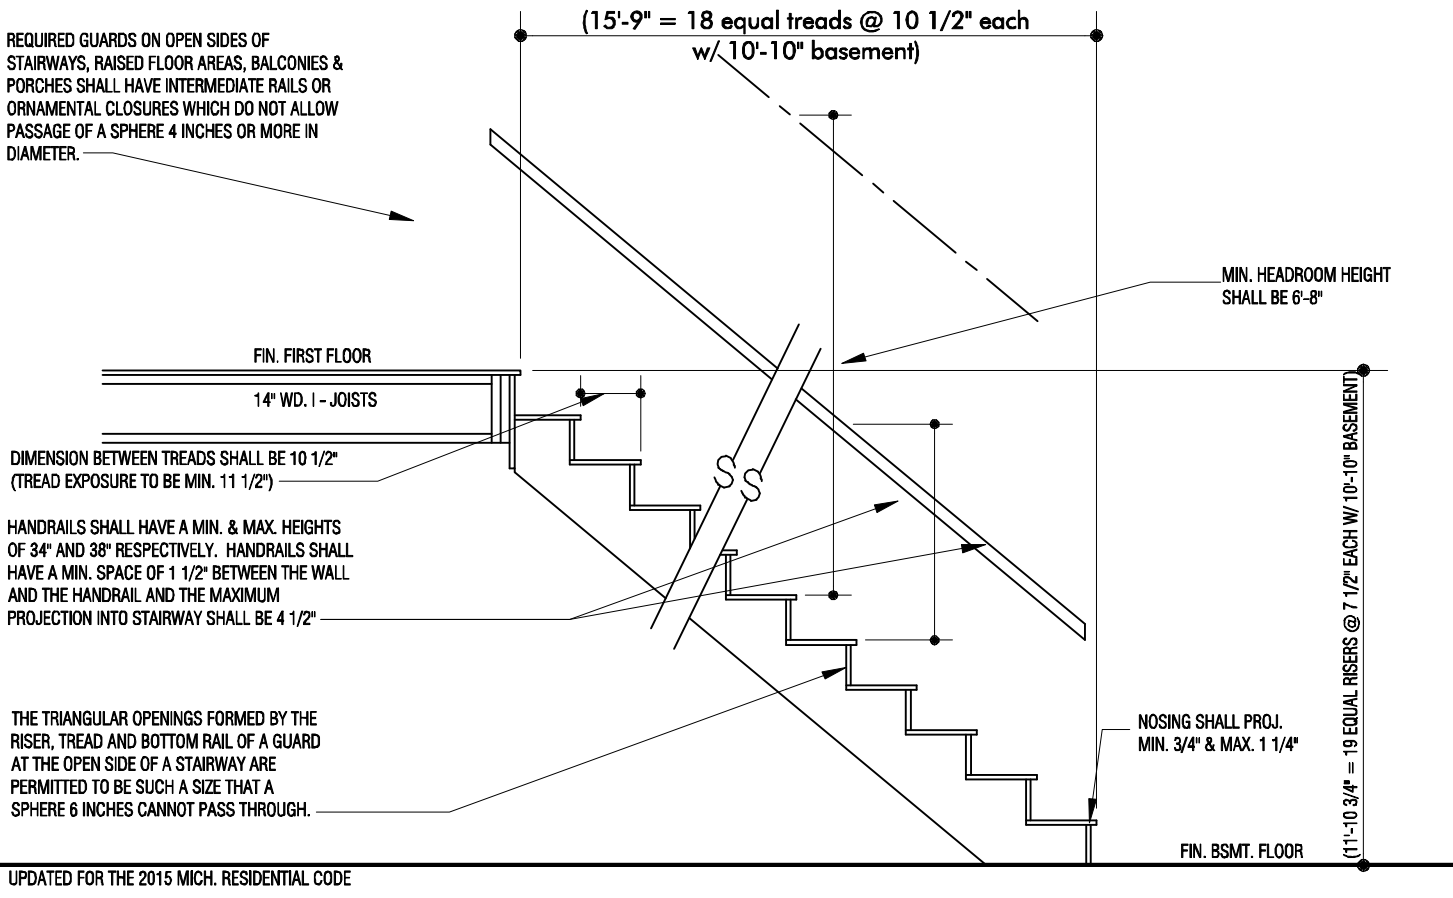 (15'-9" = 18 equal treads @ 10 1/2" each
w/ 10'-10" basement)
REQUIRED GUARDS ON OPEN SIDES OF
STAIRWAYS, RAISED FLOOR AREAS, BALCONIES &
PORCHES SHALL HAVE INTERMEDIATE RAILS OR
ORNAMENTAL CLOSURES WHICH DO NOT ALLOW
PASSAGE OF A SPHERE 4 INCHES OR MORE IN
DIAMETER.
MIN. HEADROOM HEIGHT
SHALL BE 6'-8"
FIN. FIRST FLOOR
14" WD. I - JOISTS
DIMENSION BETWEEN TREADS SHALL BE 10 1/2"
(TREAD EXPOSURE TO BE MIN. 11 1/2")
HANDRAILS SHALL HAVE A MIN. & MAX. HEIGHTS
OF 34" AND 38" RESPECTIVELY. HANDRAILS SHALL
HAVE A MIN. SPACE OF 1 1/2" BETWEEN THE WALL
AND THE HANDRAIL AND THE MAXIMUM
PROJECTION INTO STAIRWAY SHALL BE 4 1/2"
S S
(11'-10 3/4" = 19 EQUAL RISERS @ 7 1/2" EACH W/ 10'-10" BASEMENT)
THE TRIANGULAR OPENINGS FORMED BY THE
RISER, TREAD AND BOTTOM RAIL OF A GUARD
AT THE OPEN SIDE OF A STAIRWAY ARE
PERMITTED TO BE SUCH A SIZE THAT A
SPHERE 6 INCHES CANNOT PASS THROUGH.
NOSING SHALL PROJ.
MIN. 3/4" & MAX. 1 1/4"
FIN. BSMT. FLOOR
UPDATED FOR THE 2015 MICH. RESIDENTIAL CODE